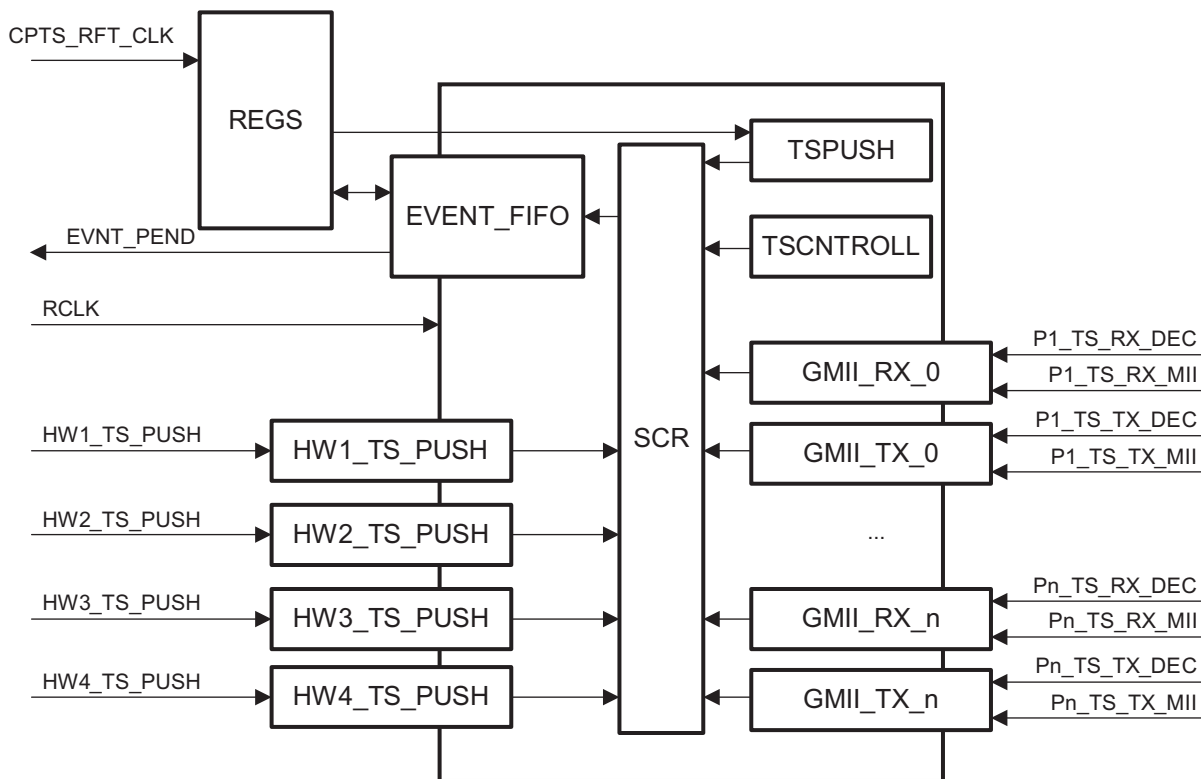 CPTS_RFT_CLK
REGS
TSPUSH
EVENT_FIFO
EVNT_PEND
TSCNTROLL
RCLK
P1_TS_RX_DEC
GMII_RX_0
P1_TS_RX_MII
HW1_TS_PUSH
HW1_TS_PUSH
SCR
P1_TS_TX_DEC
GMII_TX_0
P1_TS_TX_MII
HW2_TS_PUSH
HW2_TS_PUSH
...
HW3_TS_PUSH
HW3_TS_PUSH
Pn_TS_RX_DEC
GMII_RX_n
Pn_TS_RX_MII
HW4_TS_PUSH
HW4_TS_PUSH
Pn_TS_TX_DEC
GMII_TX_n
Pn_TS_TX_MII